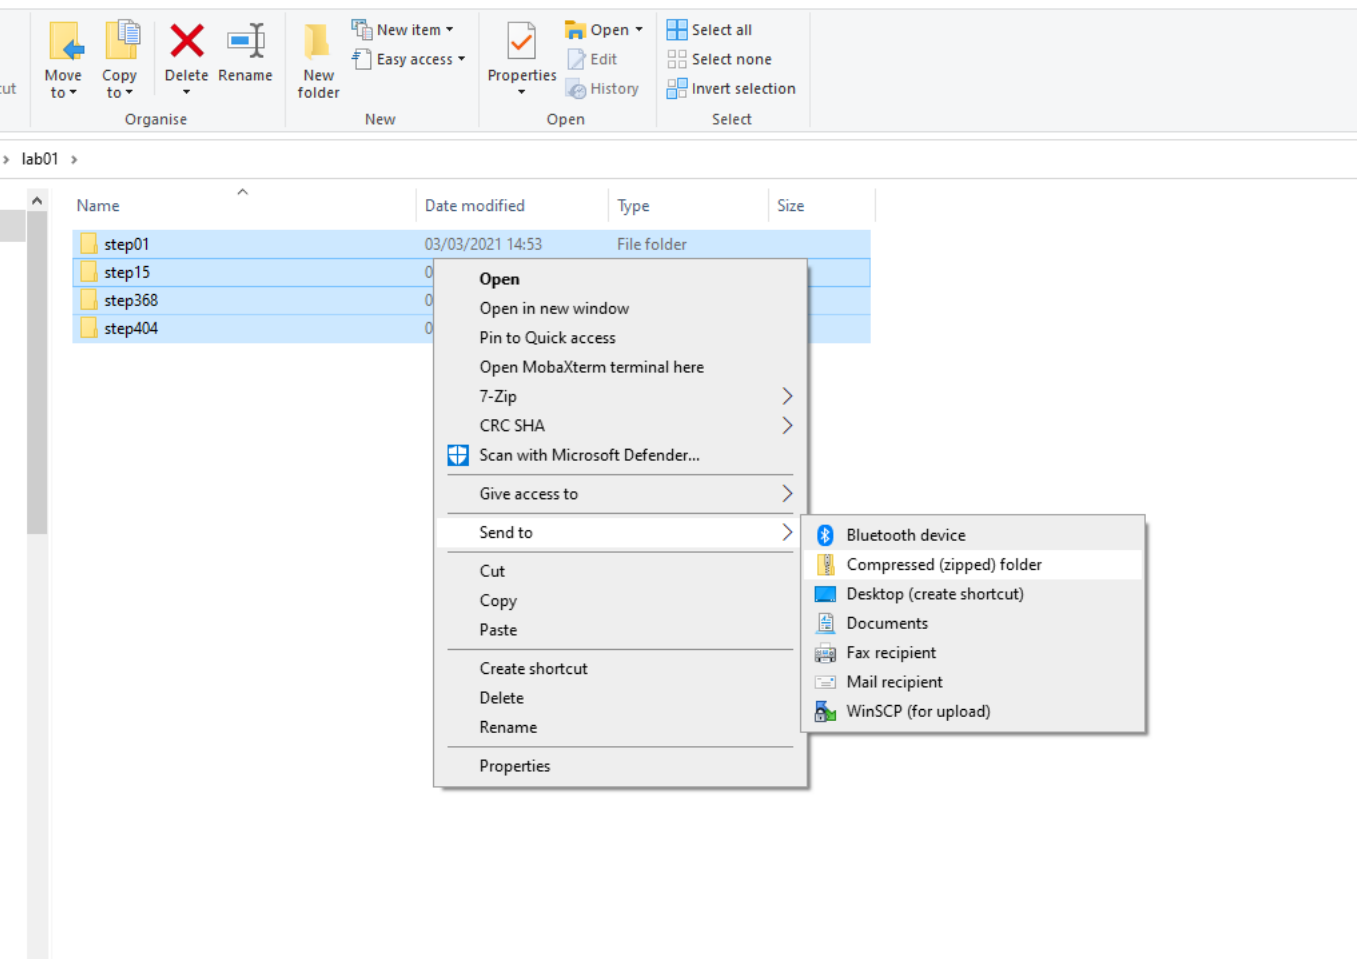 Move to
Copy to
Delete
Rename
Organise
New folder
New item
Easy access
New
Properties
Open
Edit
History
Open
Select all
Select none
Invert selection
Select
> lab01 >
Name Date modified Type Size
step01 03/03/2021 14:53 File folder
step15 0
step368 0
step404 0
Open
Open in new window
Pin to Quick access
Open MobaXterm terminal here
7-Zip
CRC SHA
Scan with Microsoft Defender...
Give access to
Send to
Cut
Copy
Paste
Create shortcut
Delete
Rename
Properties
Bluetooth device
Compressed (zipped) folder
Desktop (create shortcut)
Documents
Fax recipient
Mail recipient
WinSCP (for upload)